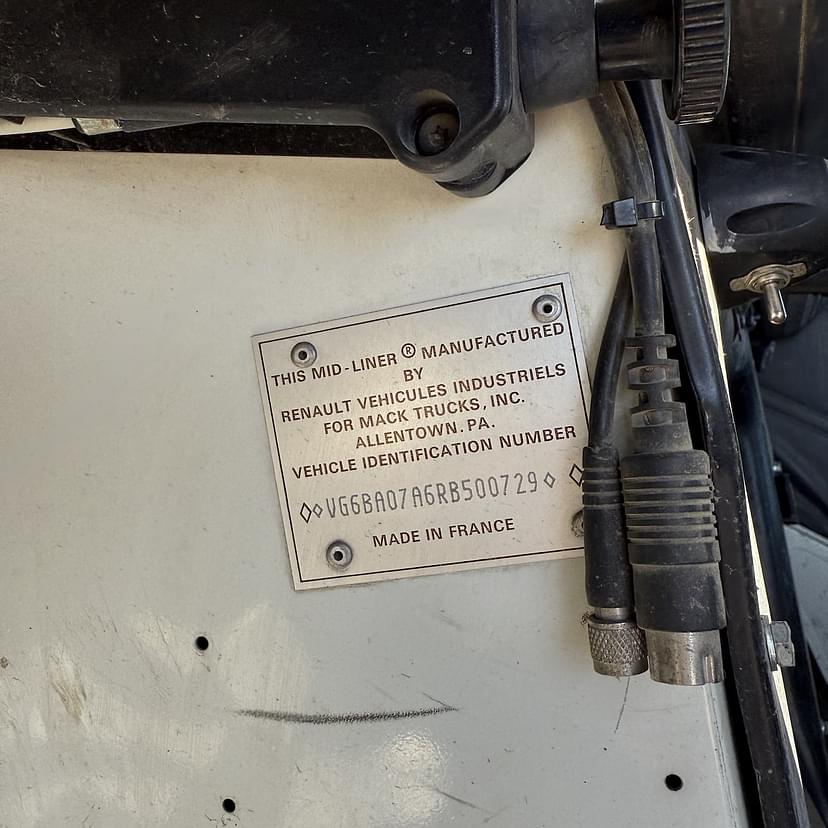 THIS MID-LINER ® MANUFACTURED
BY
RENAULT VEHICULES INDUSTRIELS
FOR MACK TRUCKS, INC.
ALLENTOWN. PA.
VEHICLE IDENTIFICATION NUMBER
VG6BA07A6RB500729
MADE IN FRANCE